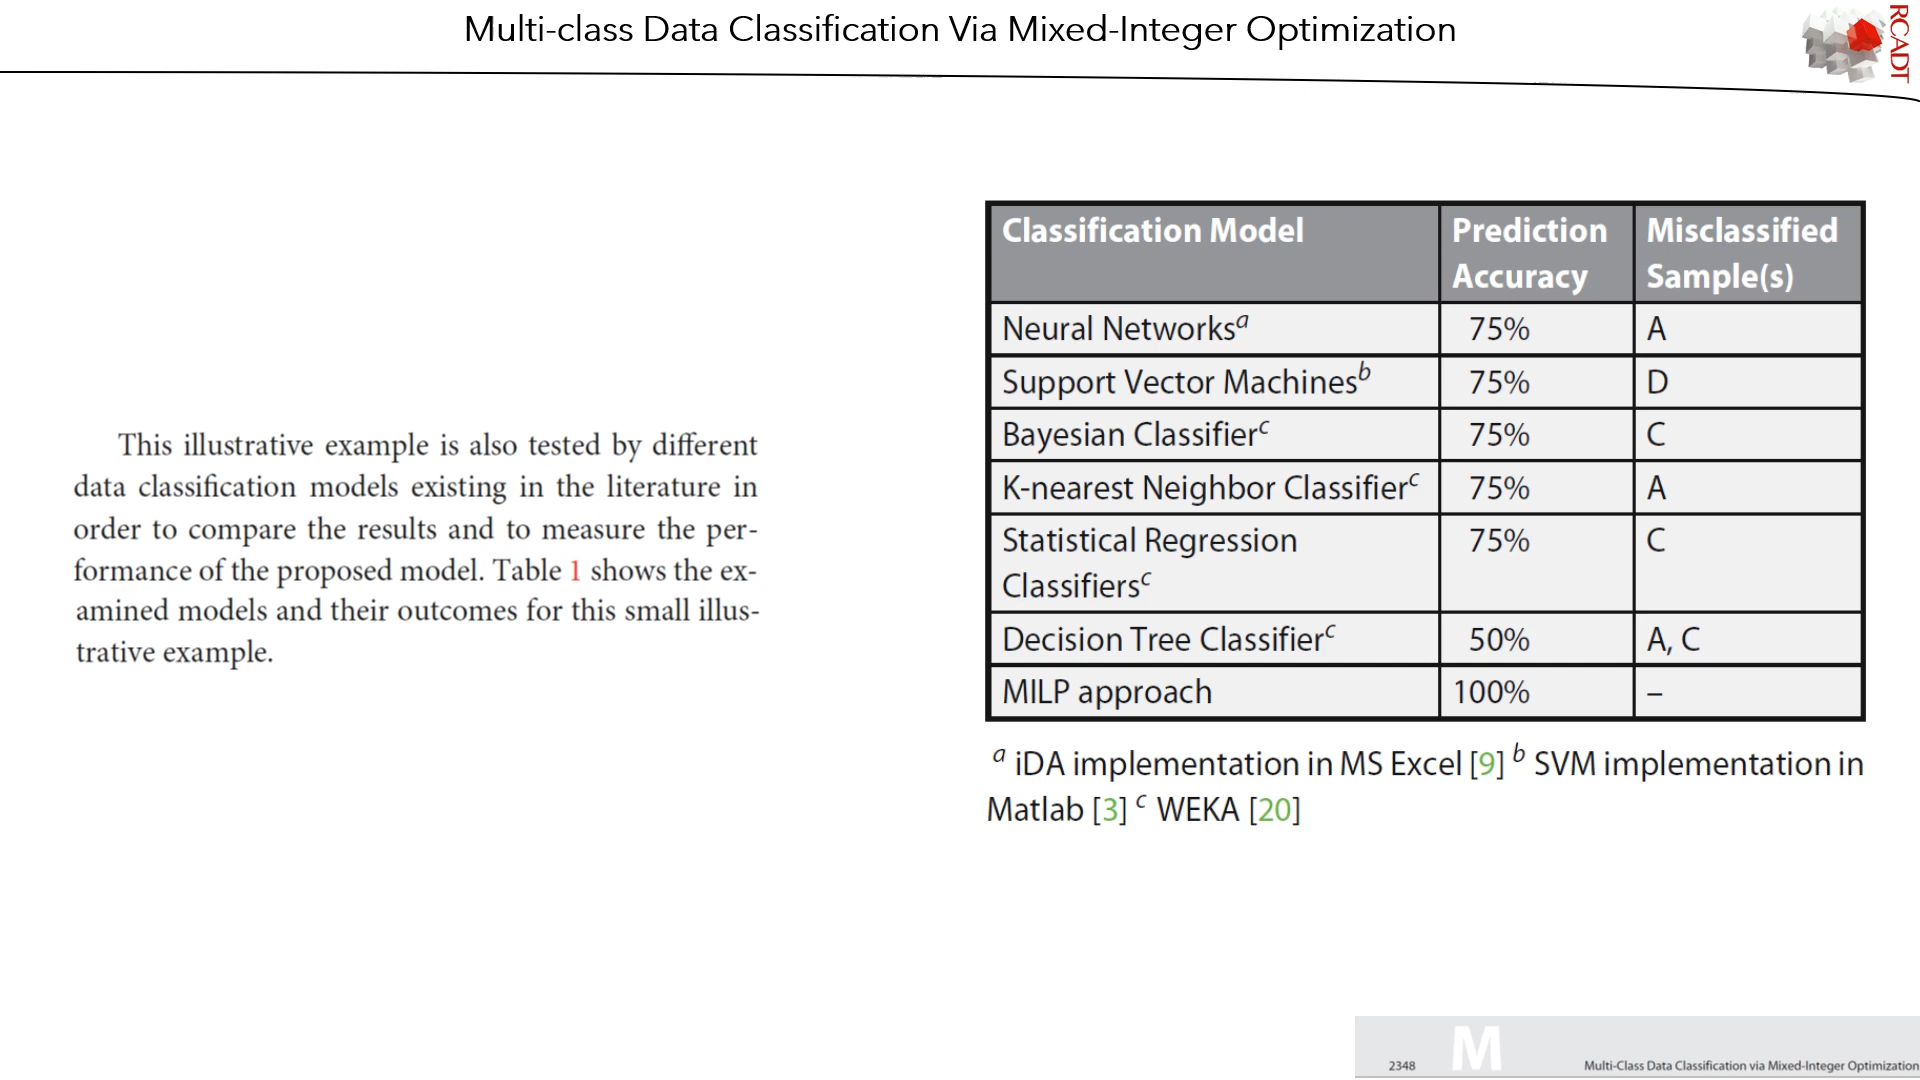 Multi-class Data Classification Via Mixed-Integer Optimization
RCADT
This illustrative example is also tested by different
data classification models existing in the literature in
order to compare the results and to measure the per-
formance of the proposed model. Table 1 shows the ex-
amined models and their outcomes for this small illus-
trative example.
Classification Model Prediction Accuracy Misclassified Sample(s)
Neural Networksa 75% A
Support Vector Machinesb 75% D
Bayesian Classifierc 75% C
K-nearest Neighbor Classifierc 75% A
Statistical Regression Classifiersc 75% C
Decision Tree Classifierc 50% A, C
MILP approach 100% –
a iDA implementation in MS Excel [9] b SVM implementation in
Matlab [3] c WEKA [20]
2348 M Multi-Class Data Classification via Mixed-Integer Optimization